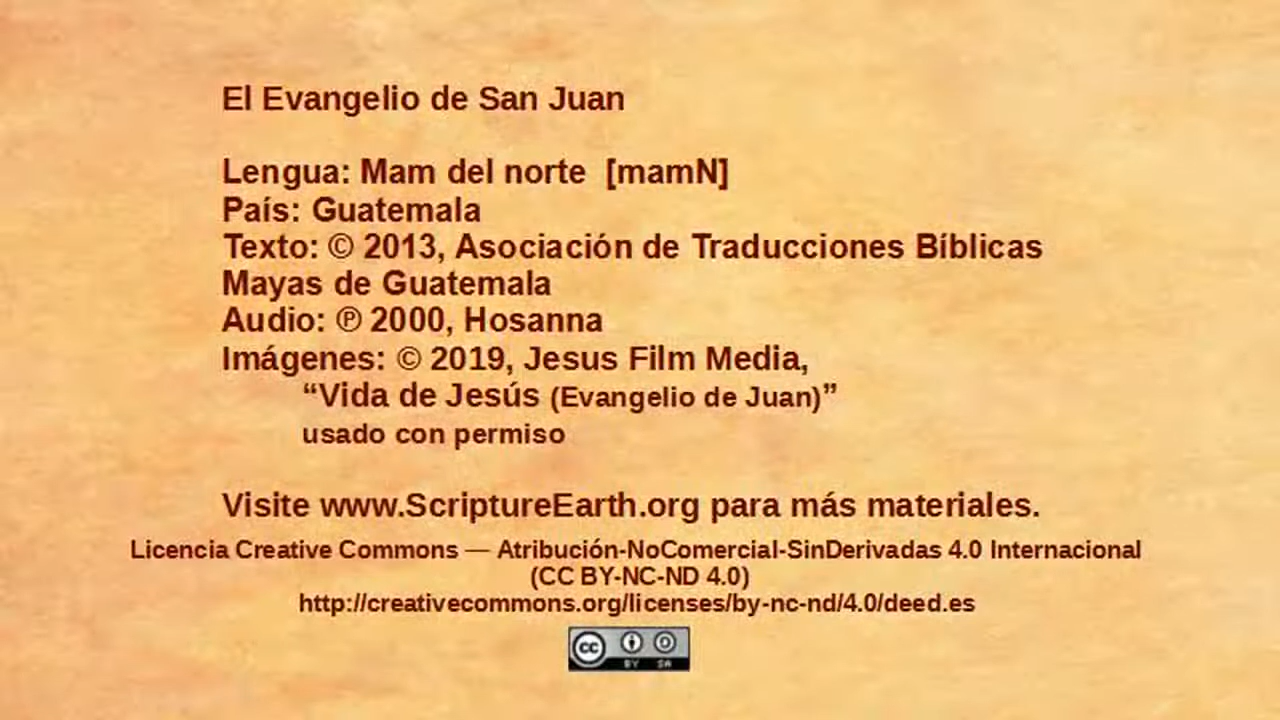 El Evangelio de San Juan
Lengua: Mam del norte [mamN]
País: Guatemala
Texto: © 2013, Asociación de Traducciones Bíblicas
Mayas de Guatemala
Audio: ℗ 2000, Hosanna
Imágenes: © 2019, Jesus Film Media,
“Vida de Jesús (Evangelio de Juan)”
usado con permiso
Visite www.ScriptureEarth.org para más materiales.
Licencia Creative Commons — Atribución-NoComercial-SinDerivadas 4.0 Internacional
(CC BY-NC-ND 4.0)
http://creativecommons.org/licenses/by-nc-nd/4.0/deed.es
cc BY SA